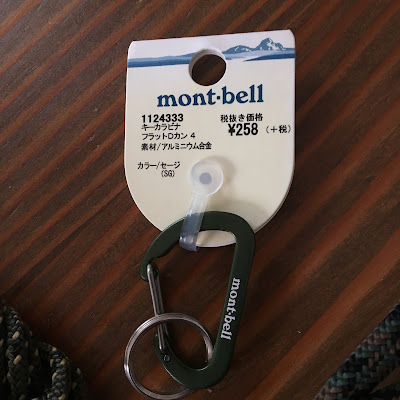 mont-bell
1124333
キーカラビナ
フラットDカン 4
素材/アルミニウム合金
税抜き価格
¥258 (+税)
カラー/セージ
(SG)
mont-bell